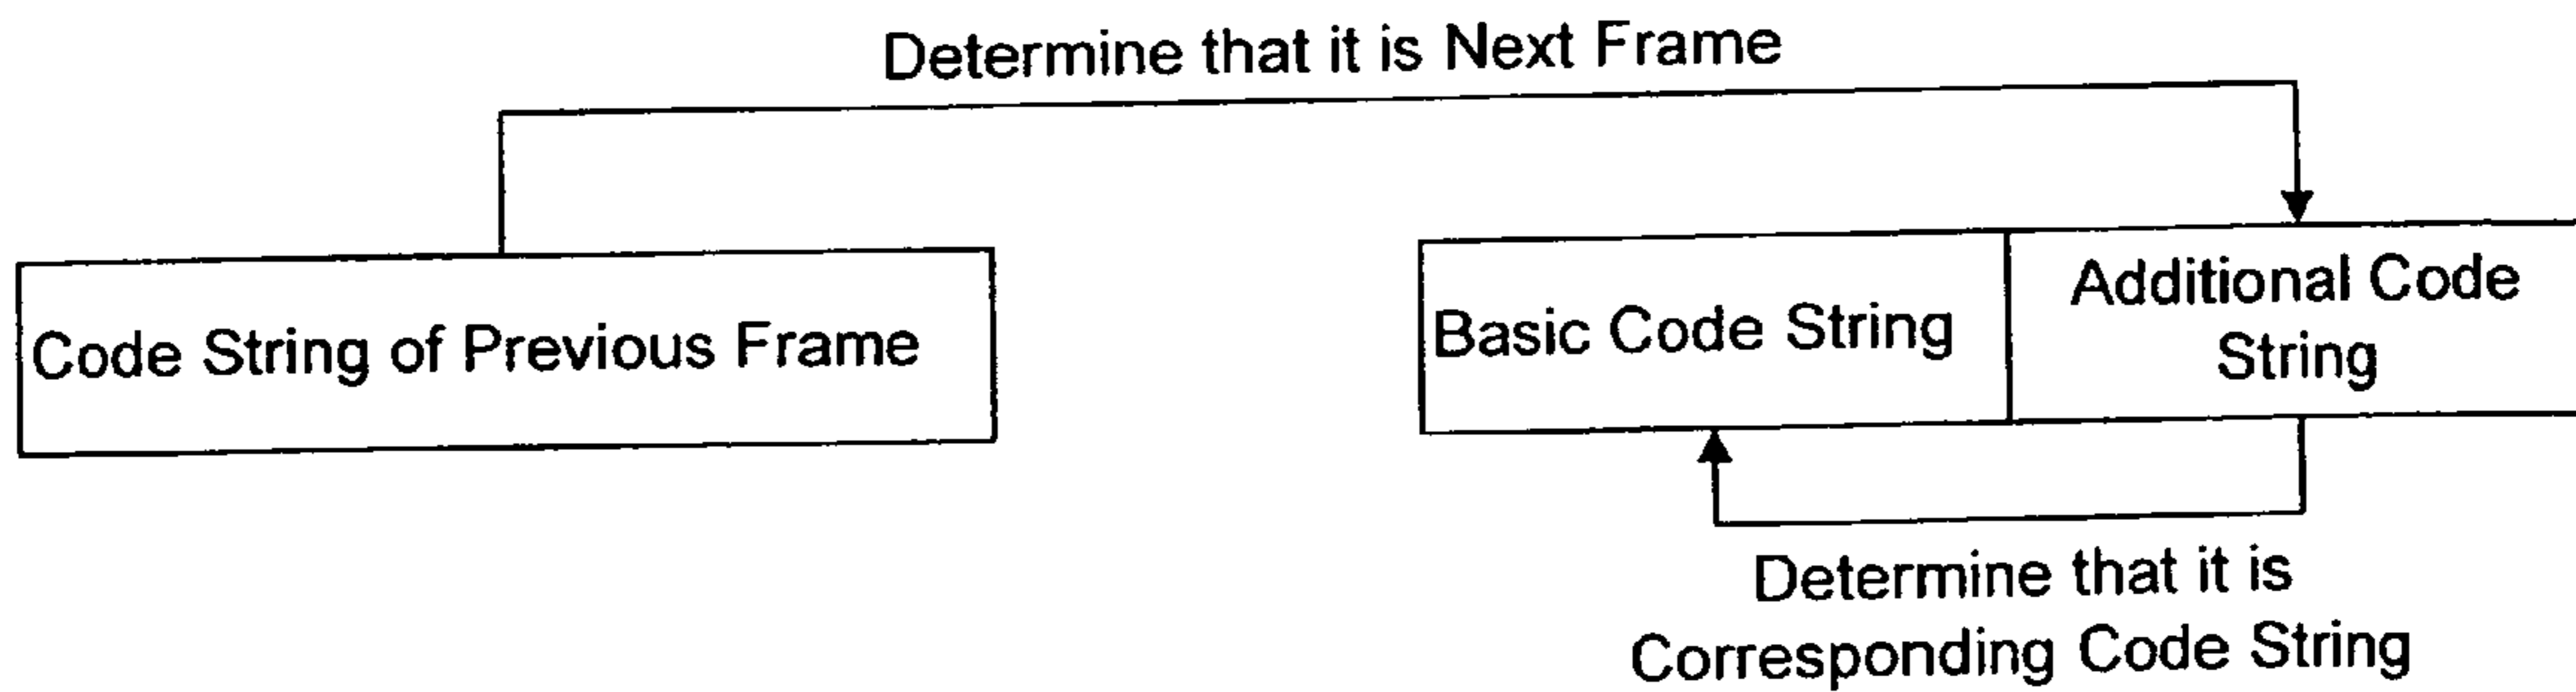 Determine that it is Next Frame
Code String of Previous Frame
Basic Code String
Additional Code
String
Determine that it is
Corresponding Code String